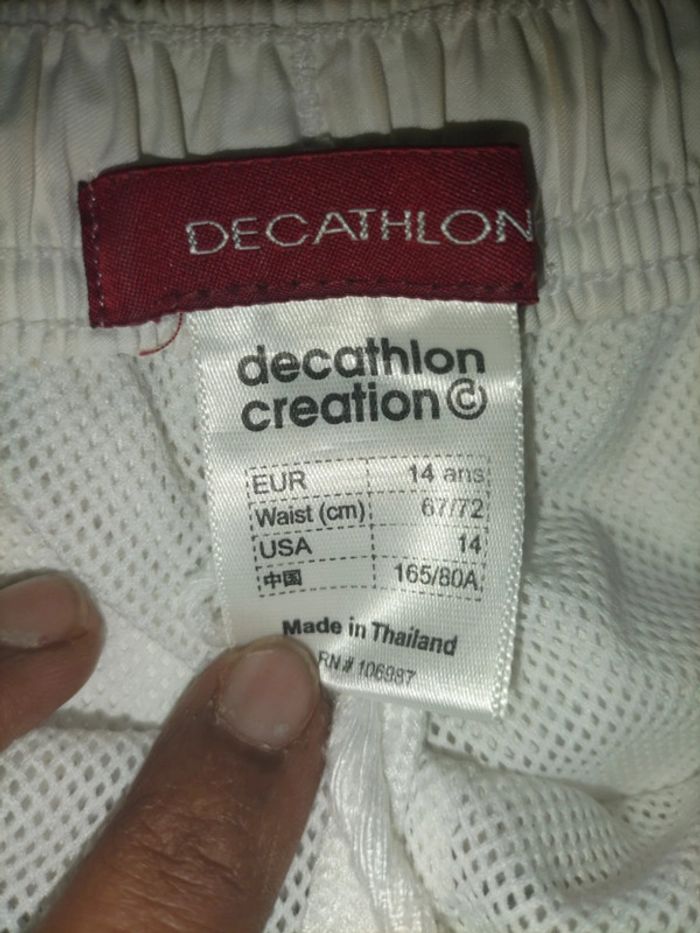 DECATHLON
decathlon
creation©
EUR 14 ans
Waist (cm) 67/72
USA 14
中国 165/80A
Made in Thailand
RN# 106987